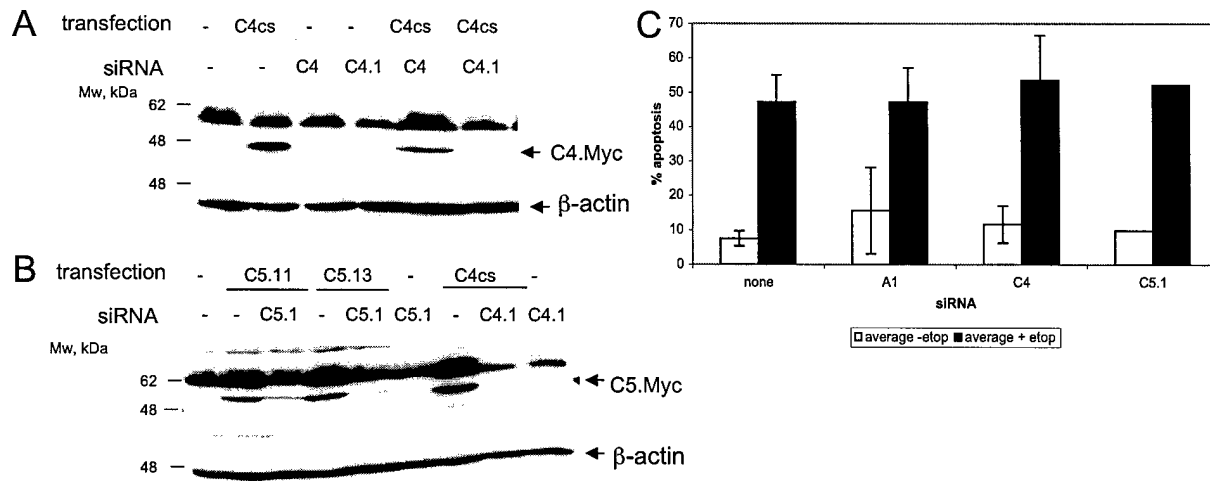 A
transfection - C4cs - - C4cs C4cs
siRNA - - C4 C4.1 C4 C4.1
Mw, kDa
62
48
C4.Myc
48
β-actin
B
transfection - C5.11 C5.13 - C4cs -
siRNA - - C5.1 - C5.1 C5.1 - C4.1 C4.1
Mw, kDa
62
C5.Myc
48
48
β-actin
C
70
60
50
40
30
20
10
0
% apoptosis
none A1 C4 C5.1
siRNA
average -etop average + etop